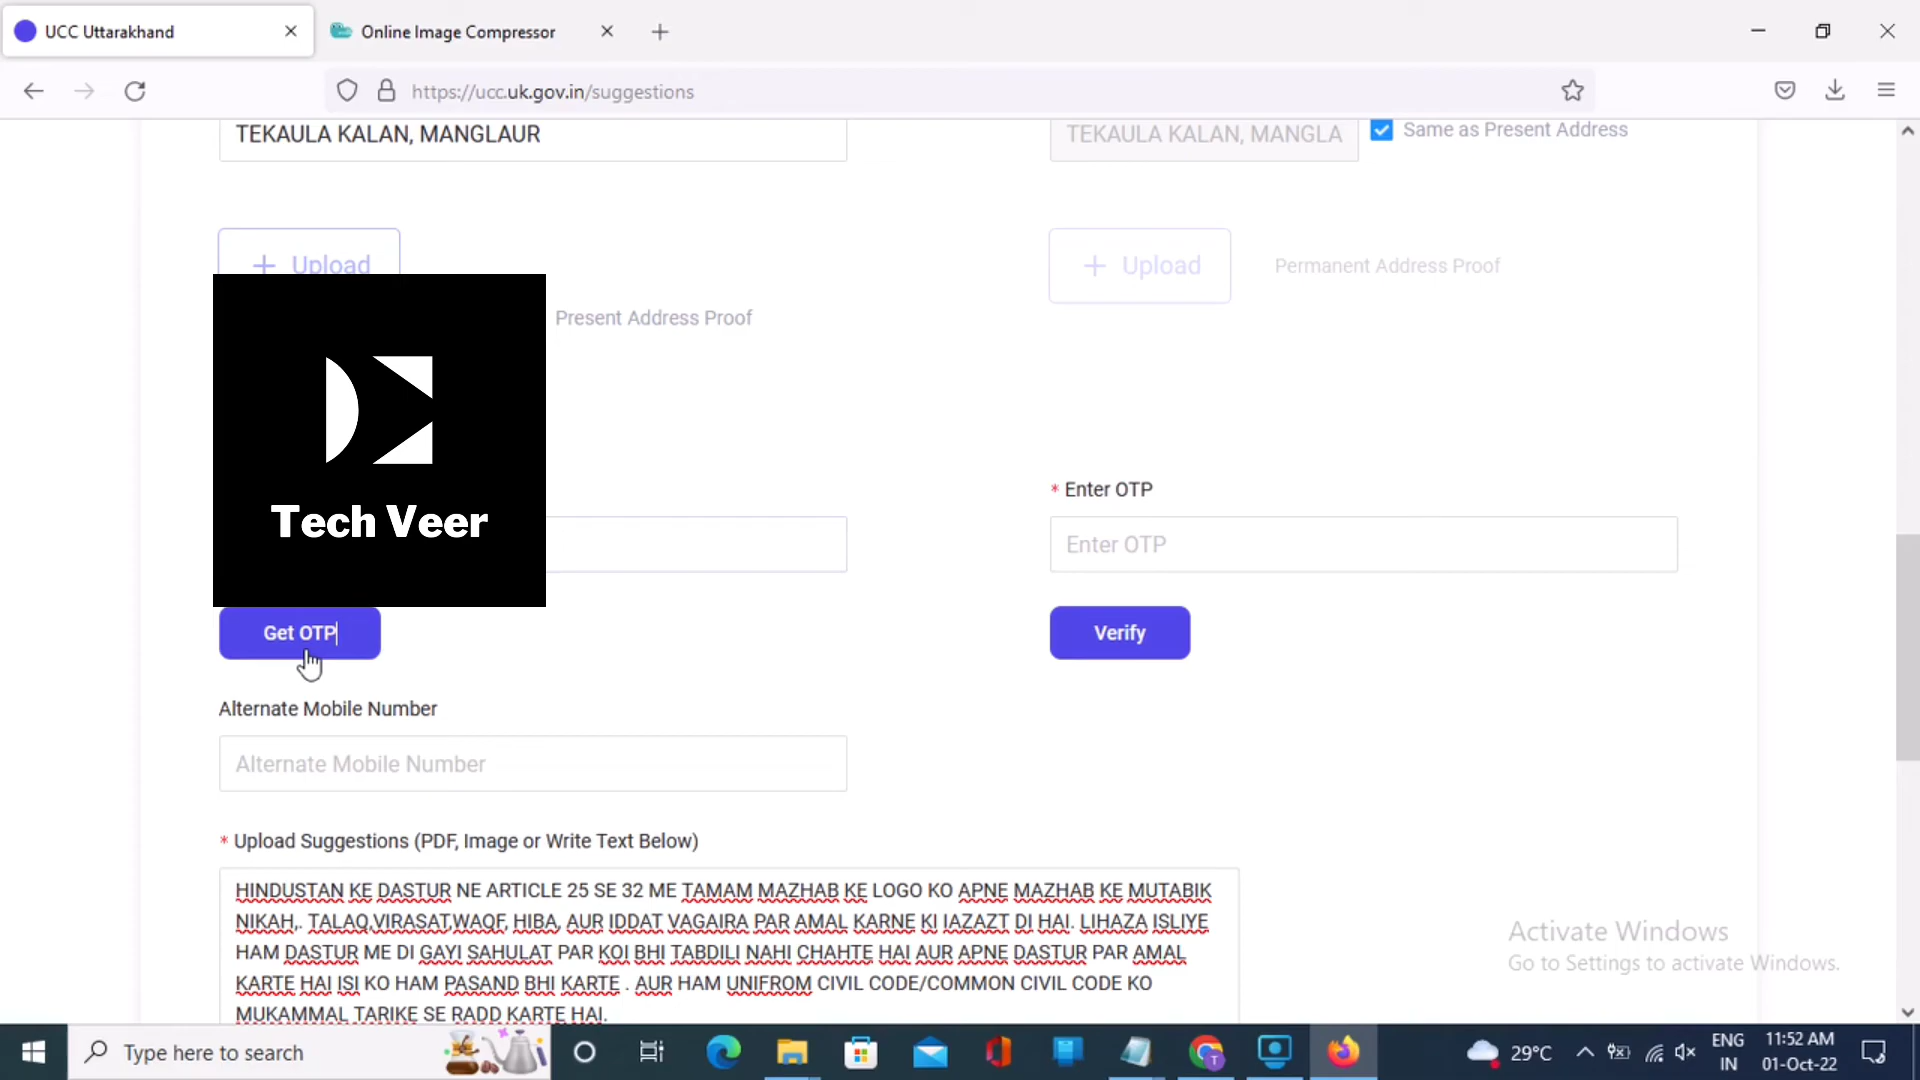 UCC Uttarakhand
Online Image Compressor
https://ucc.uk.gov.in/suggestions
TEKAULA KALAN, MANGLAUR
TEKAULA KALAN, MANGLA
Same as Present Address
+ Upload
+ Upload
Permanent Address Proof
Present Address Proof
Tech Veer
* Enter OTP
Enter OTP
Get OTP
Verify
Alternate Mobile Number
Alternate Mobile Number
* Upload Suggestions (PDF, Image or Write Text Below)
HINDUSTAN KE DASTUR NE ARTICLE 25 SE 32 ME TAMAM MAZHAB KE LOGO KO APNE MAZHAB KE MUTABIK
NIKAH,. TALAQ,VIRASAT,WAQF, HIBA, AUR IDDAT VAGAIRA PAR AMAL KARNE KI IAZAZT DI HAI. LIHAZA ISLIYE
HAM DASTUR ME DI GAYI SAHULAT PAR KOI BHI TABDILI NAHI CHAHTE HAI AUR APNE DASTUR PAR AMAL
KARTE HAI ISI KO HAM PASAND BHI KARTE . AUR HAM UNIFROM CIVIL CODE/COMMON CIVIL CODE KO
MUKAMMAL TARIKE SE RADD KARTE HAI.
Activate Windows
Go to Settings to activate Windows.
Type here to search
T
29°C
ENG
IN
11:52 AM
01-Oct-22